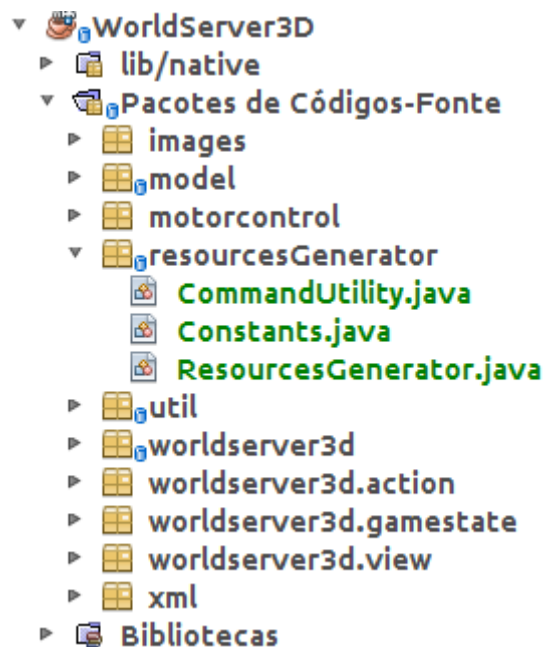 WorldServer3D
lib/native
Pacotes de Códigos-Fonte
images
model
motorcontrol
resourcesGenerator
CommandUtility.java
Constants.java
ResourcesGenerator.java
util
worldserver3d
worldserver3d.action
worldserver3d.gamestate
worldserver3d.view
xml
Bibliotecas